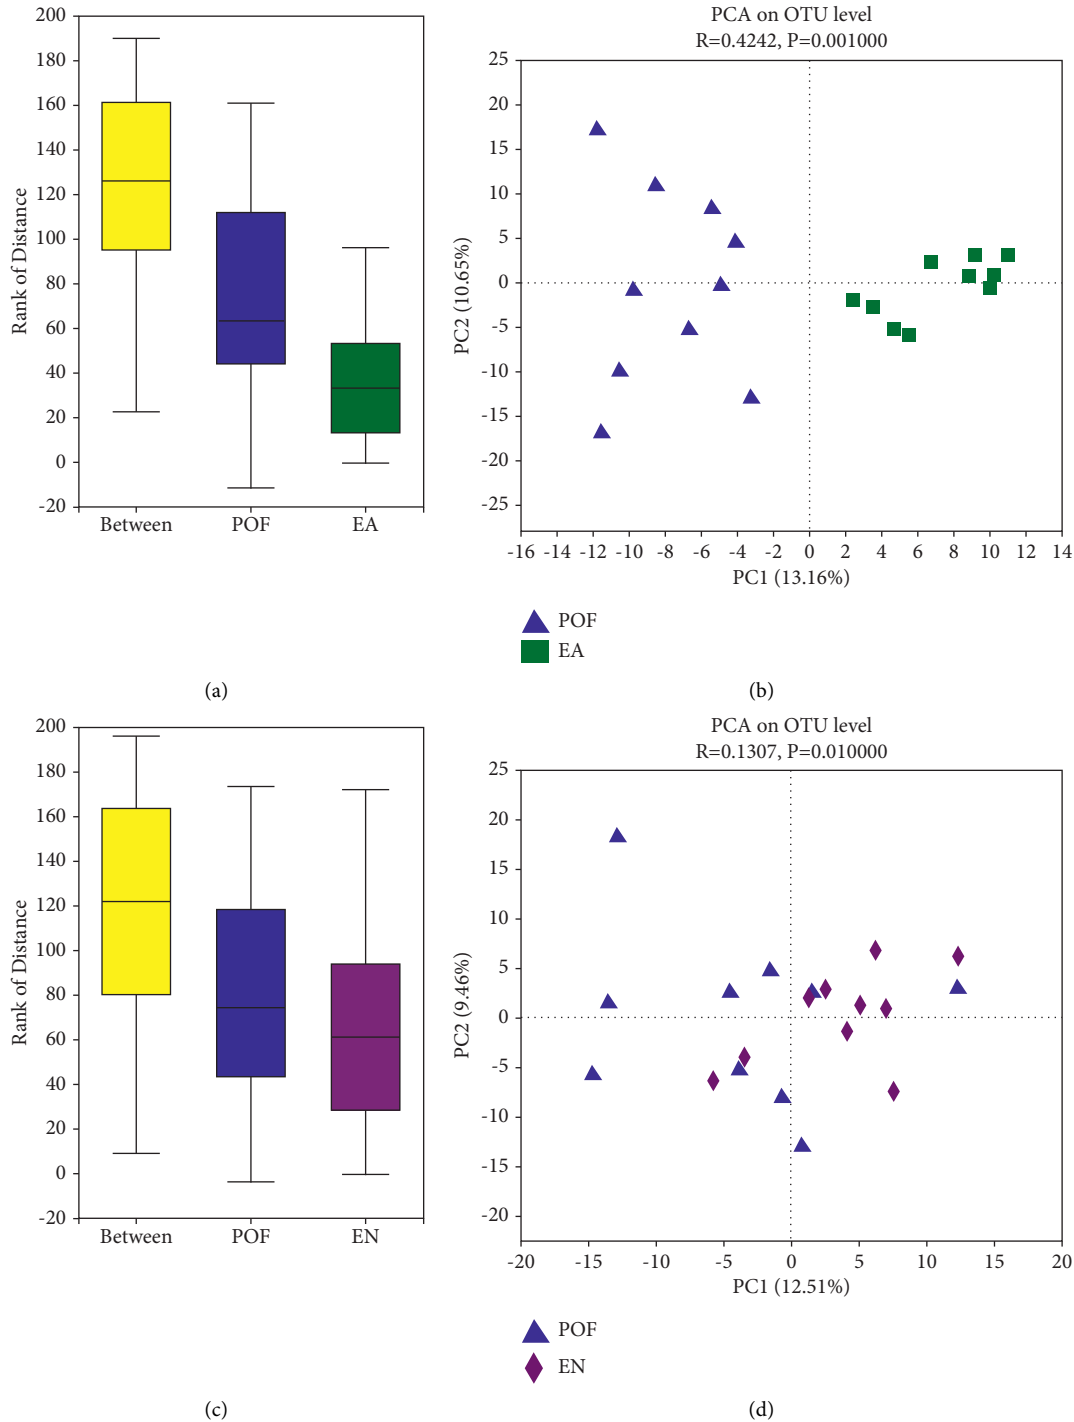 200
180
160
140
120
100
80
60
40
20
0
-20
Rank of Distance
Between POF EA
(a)
PCA on OTU level
R=0.4242, P=0.001000
25
20
15
10
5
0
-5
-10
-15
-20
-25
PC2 (10.65%)
-16 -14 -12 -10 -8 -6 -4 -2 0 2 4 6 8 10 12 14
PC1 (13.16%)
POF
EA
(b)
200
180
160
140
120
100
80
60
40
20
0
-20
Rank of Distance
Between POF EN
(c)
PCA on OTU level
R=0.1307, P=0.010000
25
20
15
10
5
0
-5
-10
-15
-20
PC2 (9.46%)
-20 -15 -10 -5 0 5 10 15 20
PC1 (12.51%)
POF
EN
(d)